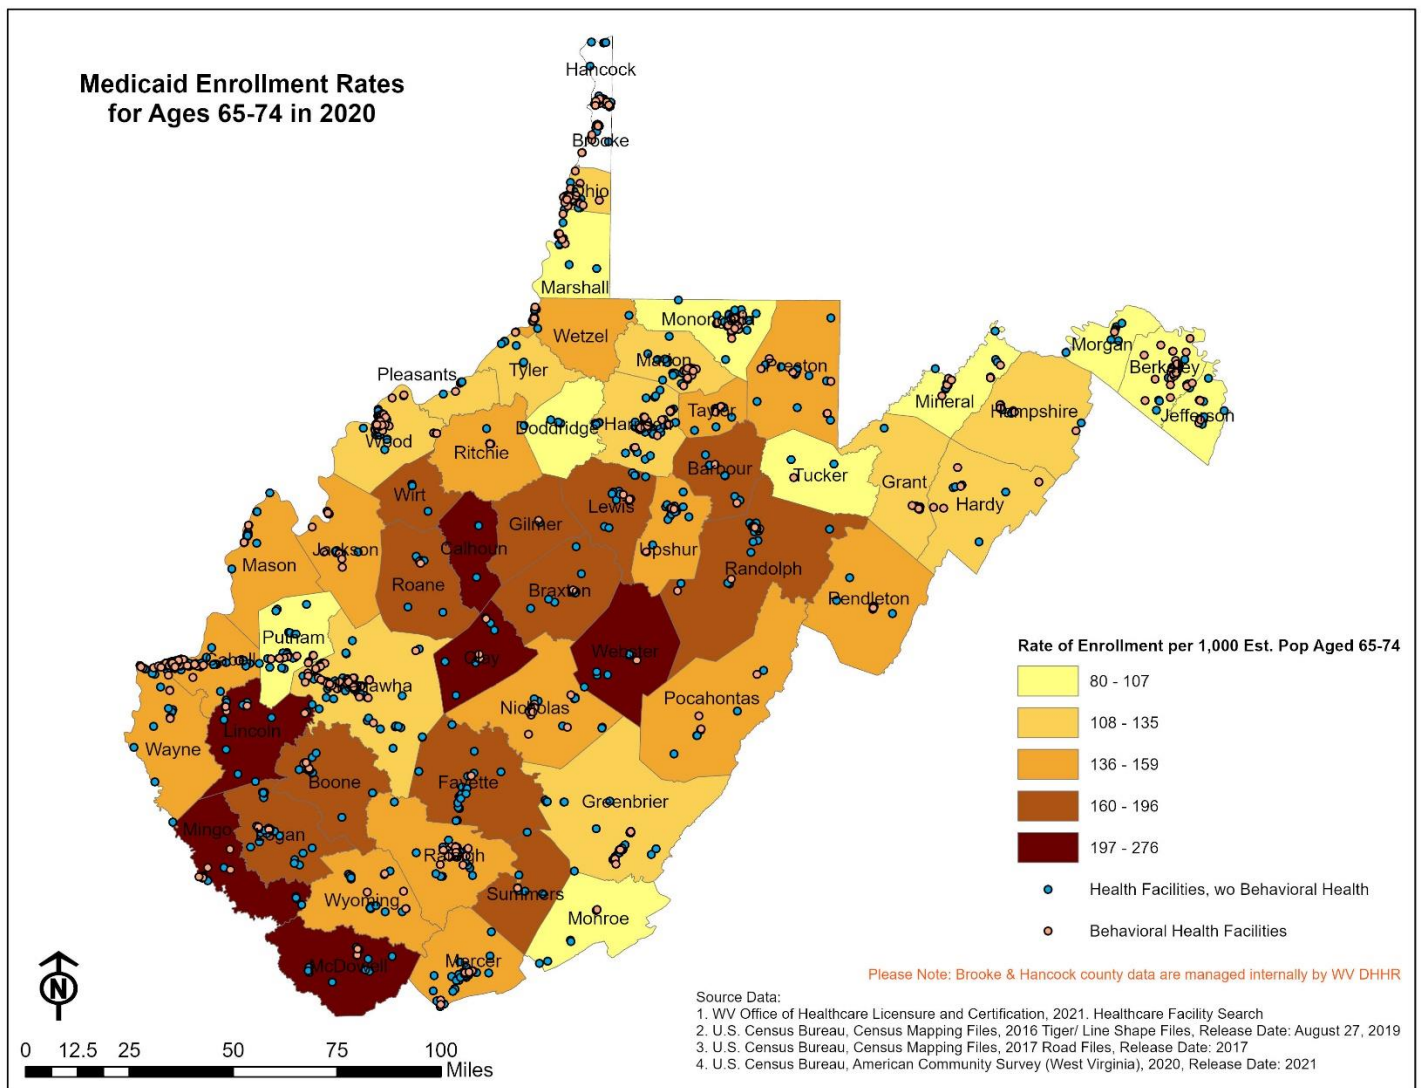 Medicaid Enrollment Rates
for Ages 65-74 in 2020
Hancock
Brooke
Ohio
Marshall
Wetzel
Monongalia
Marion
Preston
Morgan
Berkeley
Jefferson
Mineral
Hampshire
Pleasants
Tyler
Wood
Doddridge
Harrison
Taylor
Ritchie
Barbour
Tucker
Grant
Hardy
Wirt
Lewis
Gilmer
Calhoun
Jackson
Mason
Upshur
Randolph
Roane
Braxton
Pendleton
Putnam
Cabell
Clay
Webster
Kanawha
Nicholas
Pocahontas
Lincoln
Wayne
Boone
Fayette
Greenbrier
Mingo
Logan
Raleigh
Wyoming
Summers
Monroe
McDowell
Mercer
Rate of Enrollment per 1,000 Est. Pop Aged 65-74
80 - 107
108 - 135
136 - 159
160 - 196
197 - 276
Health Facilities, wo Behavioral Health
Behavioral Health Facilities
Please Note: Brooke & Hancock county data are managed internally by WV DHHR
Source Data:
1. WV Office of Healthcare Licensure and Certification, 2021. Healthcare Facility Search
2. U.S. Census Bureau, Census Mapping Files, 2016 Tiger/ Line Shape Files, Release Date: August 27, 2019
3. U.S. Census Bureau, Census Mapping Files, 2017 Road Files, Release Date: 2017
4. U.S. Census Bureau, American Community Survey (West Virginia), 2020, Release Date: 2021
N
0 12.5 25 50 75 100
Miles